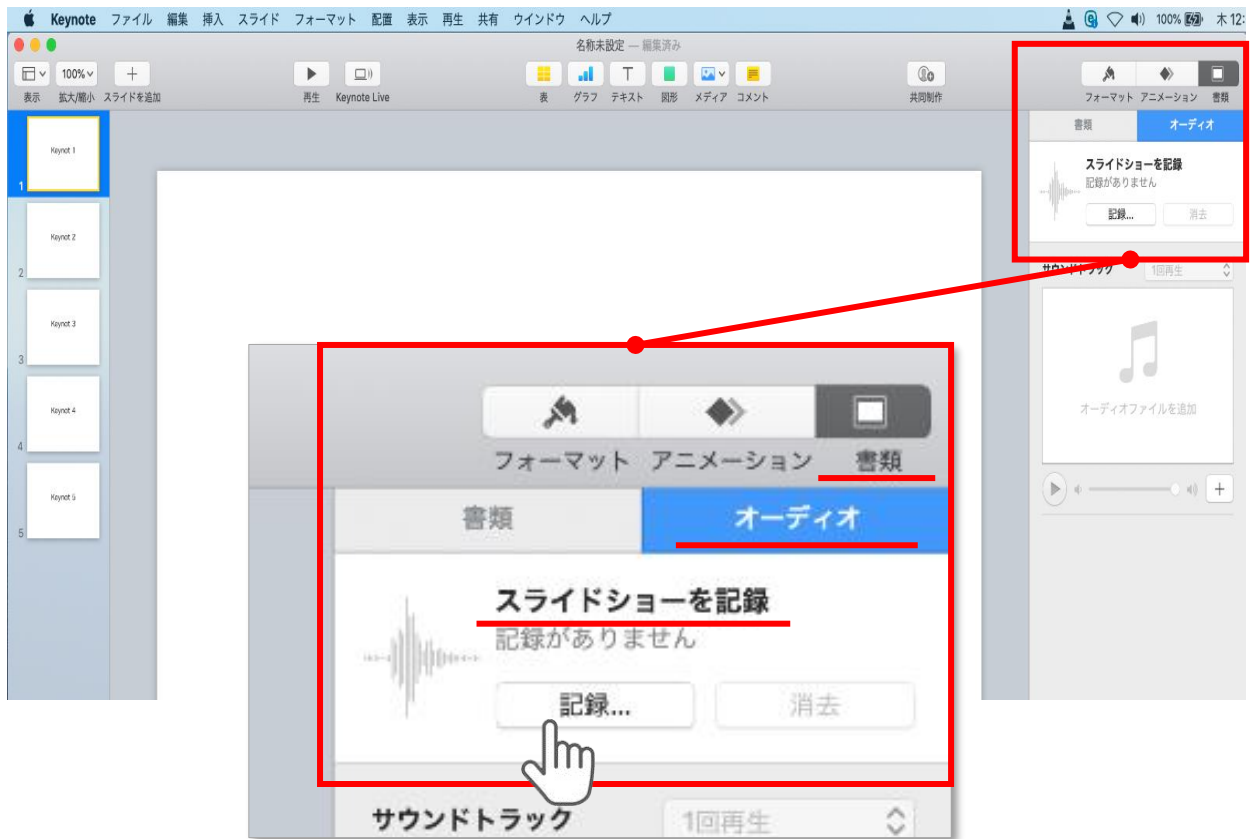 Keynote ファイル 編集 挿入 スライド フォーマット 配置 表示 再生 共有 ウインドウ ヘルプ 100% 木12:
名称未設定 — 編集済み
100%
表示 拡大/縮小 スライドを追加 再生 Keynote Live 表 グラフ テキスト 図形 メディア コメント 共同制作 フォーマット アニメーション 書類
書類 オーディオ
スライドショーを記録
記録がありません
記録... 消去
サウンドトラック 1回再生
オーディオファイルを追加
Keynot 1
1
Keynot 2
2
Keynot 3
3
Keynot 4
4
Keynot 5
5
フォーマット アニメーション 書類
書類 オーディオ
スライドショーを記録
記録がありません
記録... 消去
サウンドトラック 1回再生